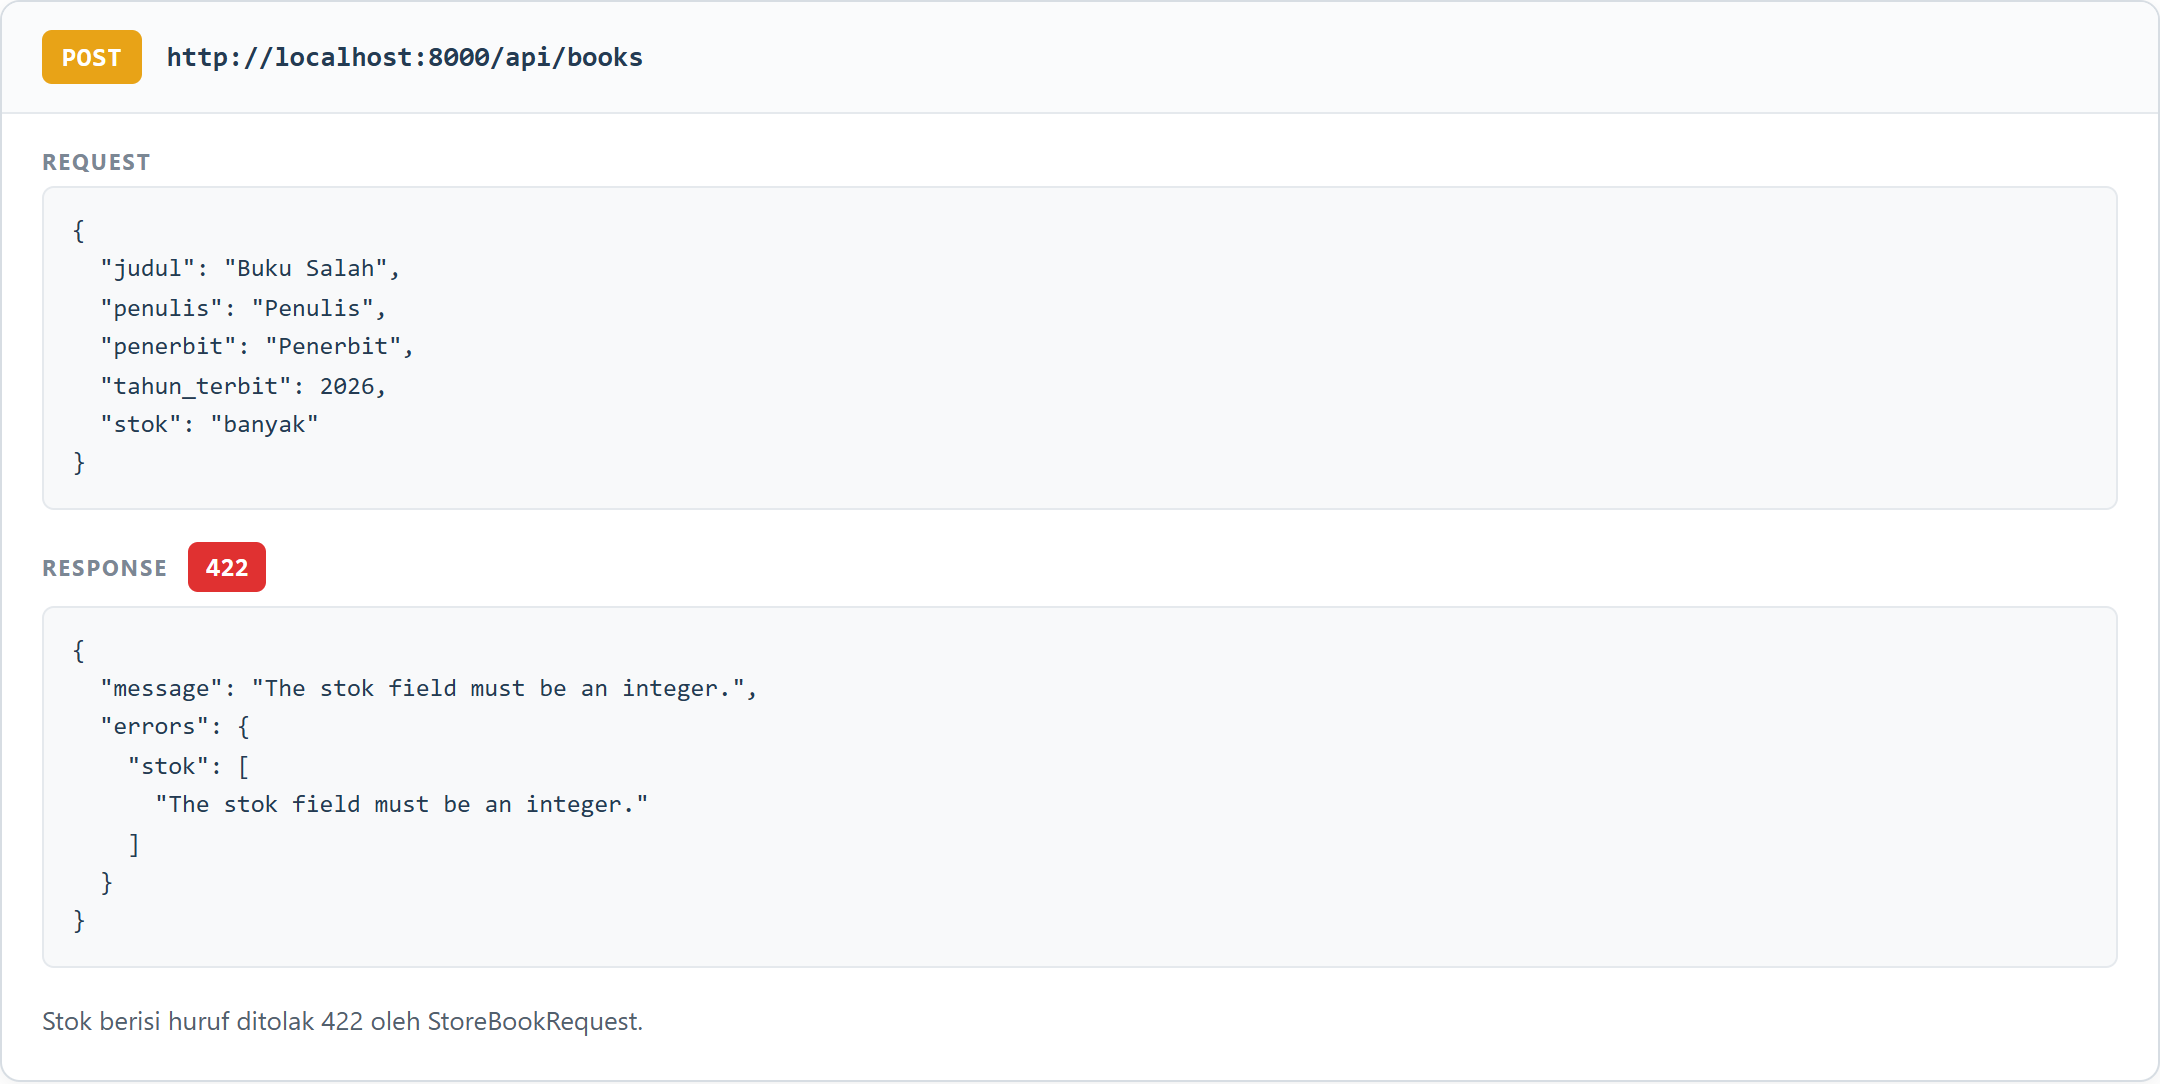 POST http://localhost:8000/api/books
REQUEST
{
  "judul": "Buku Salah",
  "penulis": "Penulis",
  "penerbit": "Penerbit",
  "tahun_terbit": 2026,
  "stok": "banyak"
}
RESPONSE 422
{
  "message": "The stok field must be an integer.",
  "errors": {
    "stok": [
      "The stok field must be an integer."
    ]
  }
}
Stok berisi huruf ditolak 422 oleh StoreBookRequest.